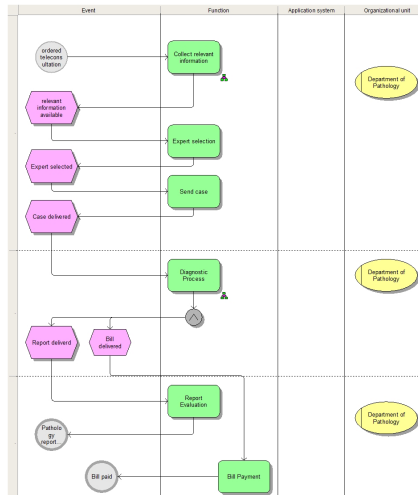 Event
Function
Application system
Organizational unit
ordered
telecons
ultation
Collect relevant
information
Department of
Pathology
relevant
information
available
Expert selection
Expert selected
Send case
Case delivered
Diagnostic
Process
Department of
Pathology
Report deliverd
Bill
delivered
Report
Evaluation
Department of
Pathology
Patholo
gy
report...
Bill paid
Bill Payment